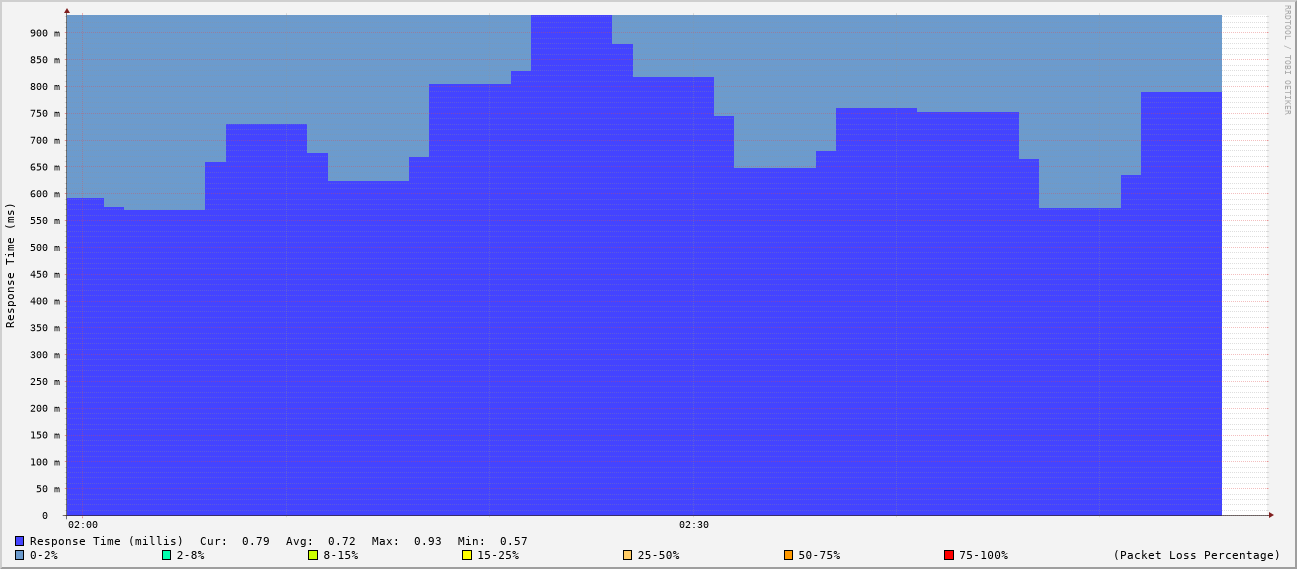 RRDTOOL / TOBI OETIKER
Response Time (ms)
900 m
850 m
800 m
750 m
700 m
650 m
600 m
550 m
500 m
450 m
400 m
350 m
300 m
250 m
200 m
150 m
100 m
50 m
0
02:00 02:30
Response Time (millis) Cur: 0.79 Avg: 0.72 Max: 0.93 Min: 0.57
0-2% 2-8% 8-15% 15-25% 25-50% 50-75% 75-100% (Packet Loss Percentage)